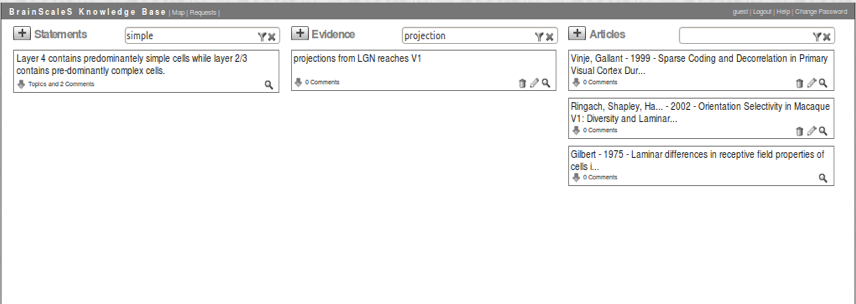 BrainScaleS Knowledge Base | Map | Requests |
guest | Logout | Help | Change Password
Statements
simple
Layer 4 contains predominantely simple cells while layer 2/3
contains pre-dominantly complex cells.
Topics and 2 Comments
Evidence
projection
projections from LGN reaches V1
0 Comments
Articles
Vinje, Gallant - 1999 - Sparse Coding and Decorrelation in Primary
Visual Cortex Dur...
0 Comments
Ringach, Shapley, Ha... - 2002 - Orientation Selectivity in Macaque
V1: Diversity and Laminar...
0 Comments
Gilbert - 1975 - Laminar differences in receptive field properties of
cells i...
0 Comments